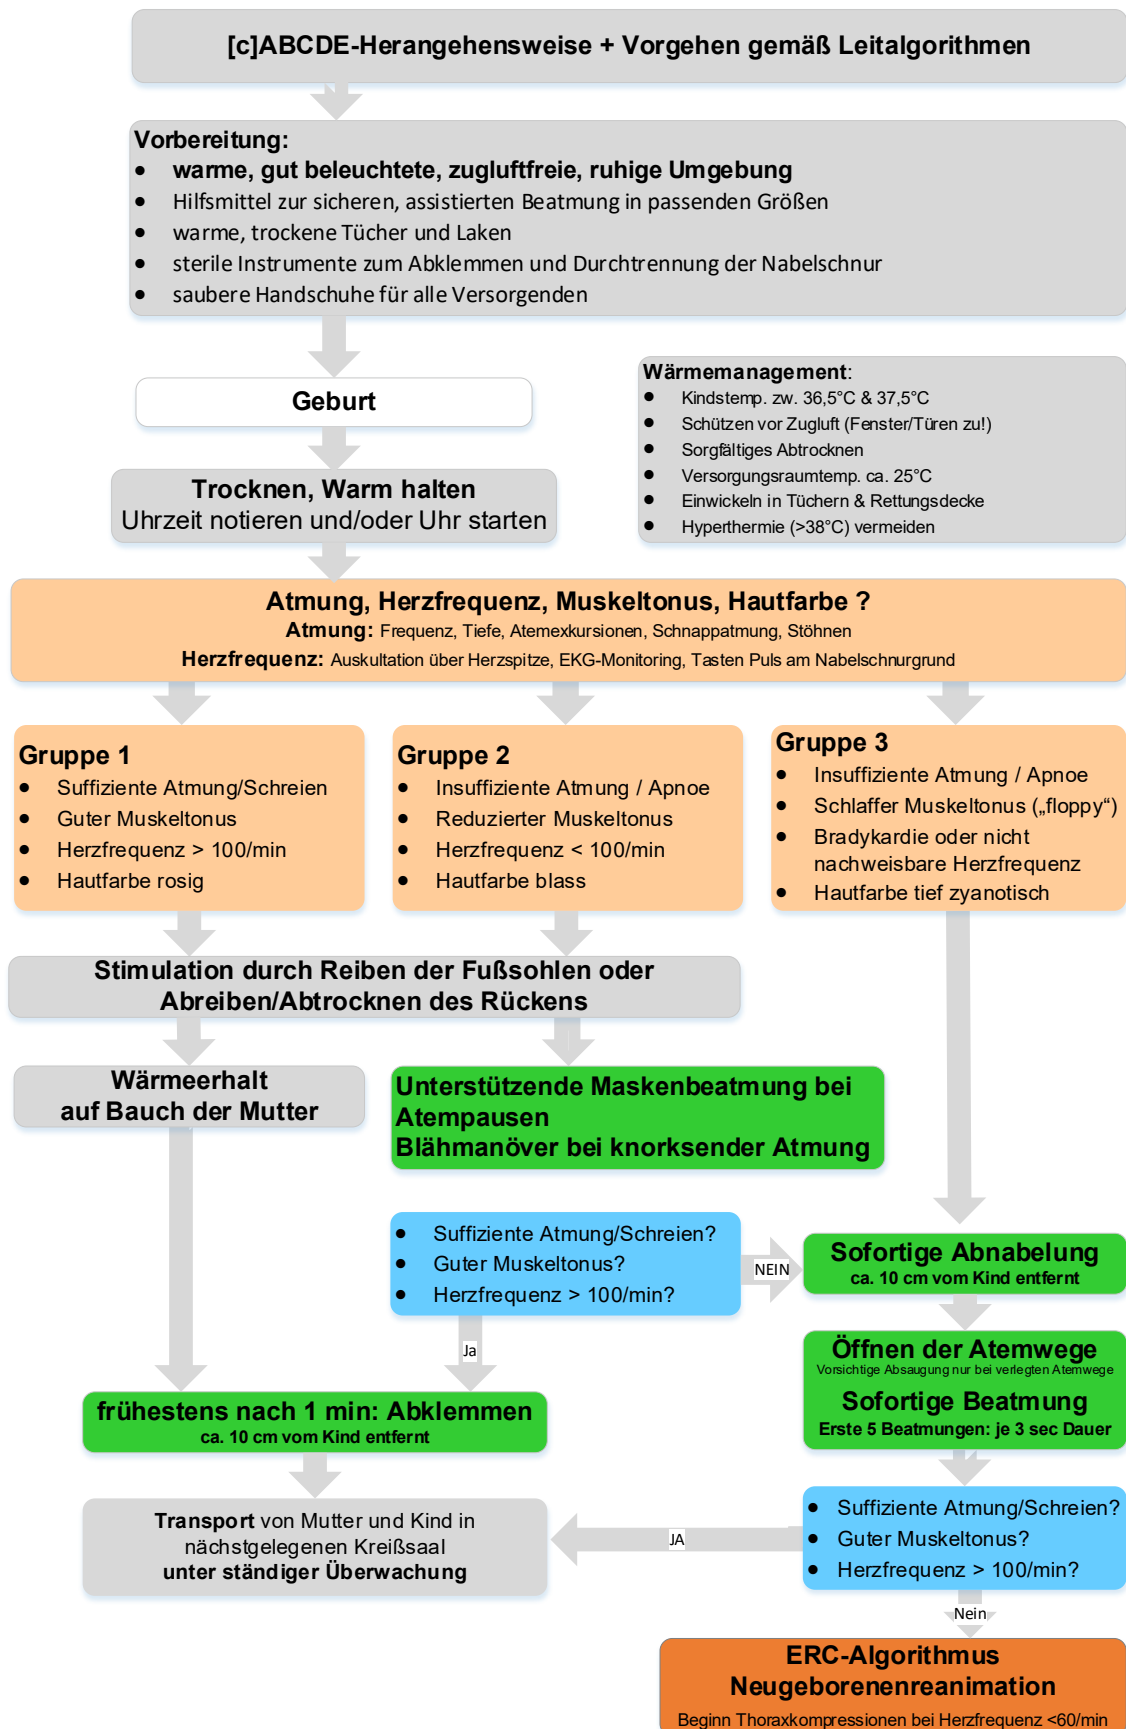 [c]ABCDE-Herangehensweise + Vorgehen gemäß Leitalgorithmen
Vorbereitung:
• warme, gut beleuchtete, zugluftfreie, ruhige Umgebung
• Hilfsmittel zur sicheren, assistierten Beatmung in passenden Größen
• warme, trockene Tücher und Laken
• sterile Instrumente zum Abklemmen und Durchtrennung der Nabelschnur
• saubere Handschuhe für alle Versorgenden
Geburt
Wärmemanagement:
• Kindstemp. zw. 36,5°C & 37,5°C
• Schützen vor Zugluft (Fenster/Türen zu!)
• Sorgfältiges Abtrocknen
• Versorgungsraumtemp. ca. 25°C
• Einwickeln in Tüchern & Rettungsdecke
• Hyperthermie (>38°C) vermeiden
Trocknen, Warm halten
Uhrzeit notieren und/oder Uhr starten
Atmung, Herzfrequenz, Muskeltonus, Hautfarbe ?
Atmung: Frequenz, Tiefe, Atemexkursionen, Schnappatmung, Stöhnen
Herzfrequenz: Auskultation über Herzspitze, EKG-Monitoring, Tasten Puls am Nabelschnurgrund
Gruppe 1
• Suffiziente Atmung/Schreien
• Guter Muskeltonus
• Herzfrequenz > 100/min
• Hautfarbe rosig
Gruppe 2
• Insuffiziente Atmung / Apnoe
• Reduzierter Muskeltonus
• Herzfrequenz < 100/min
• Hautfarbe blass
Gruppe 3
• Insuffiziente Atmung / Apnoe
• Schlaffer Muskeltonus („floppy“)
• Bradykardie oder nicht
nachweisbare Herzfrequenz
• Hautfarbe tief zyanotisch
Stimulation durch Reiben der Fußsohlen oder
Abreiben/Abtrocknen des Rückens
Wärmeerhalt
auf Bauch der Mutter
Unterstützende Maskenbeatmung bei
Atempausen
Blähmanöver bei knorksender Atmung
• Suffiziente Atmung/Schreien?
• Guter Muskeltonus?
• Herzfrequenz > 100/min?
NEIN
Ja
Sofortige Abnabelung
ca. 10 cm vom Kind entfernt
Öffnen der Atemwege
Vorsichtige Absaugung nur bei verlegten Atemwege
Sofortige Beatmung
Erste 5 Beatmungen: je 3 sec Dauer
frühestens nach 1 min: Abklemmen
ca. 10 cm vom Kind entfernt
• Suffiziente Atmung/Schreien?
• Guter Muskeltonus?
• Herzfrequenz > 100/min?
JA
Transport von Mutter und Kind in
nächstgelegenen Kreißsaal
unter ständiger Überwachung
Nein
ERC-Algorithmus
Neugeborenenreanimation
Beginn Thoraxkompressionen bei Herzfrequenz <60/min